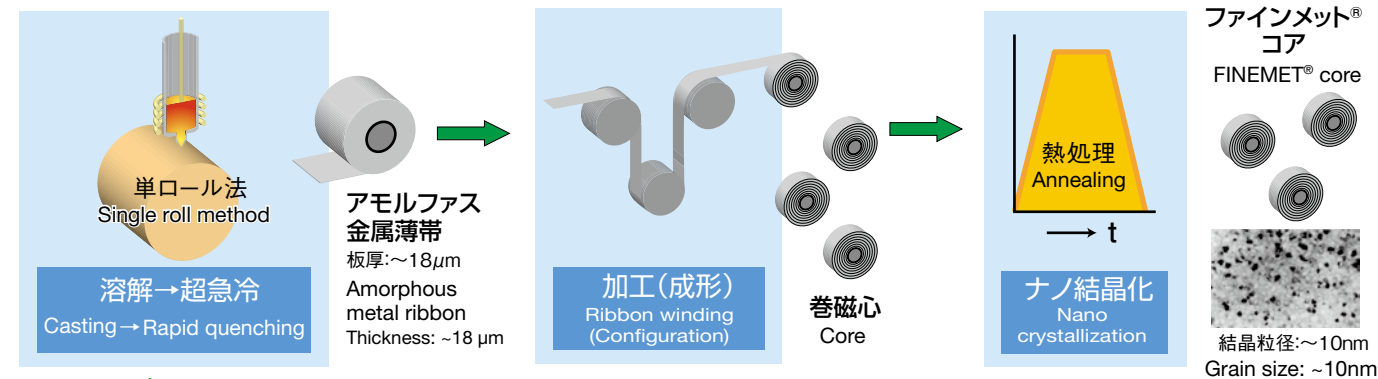 単ロール法
Single roll method
溶解→超急冷
Casting→Rapid quenching
アモルファス
金属薄帯
板厚:〜18μm
Amorphous
metal ribbon
Thickness: ~18 µm
加工(成形)
Ribbon winding
(Configuration)
巻磁心
Core
熱処理
Annealing
→ t
ナノ結晶化
Nano
crystallization
ファインメット®
コア
FINEMET® core
結晶粒径:〜10nm
Grain size: ~10nm